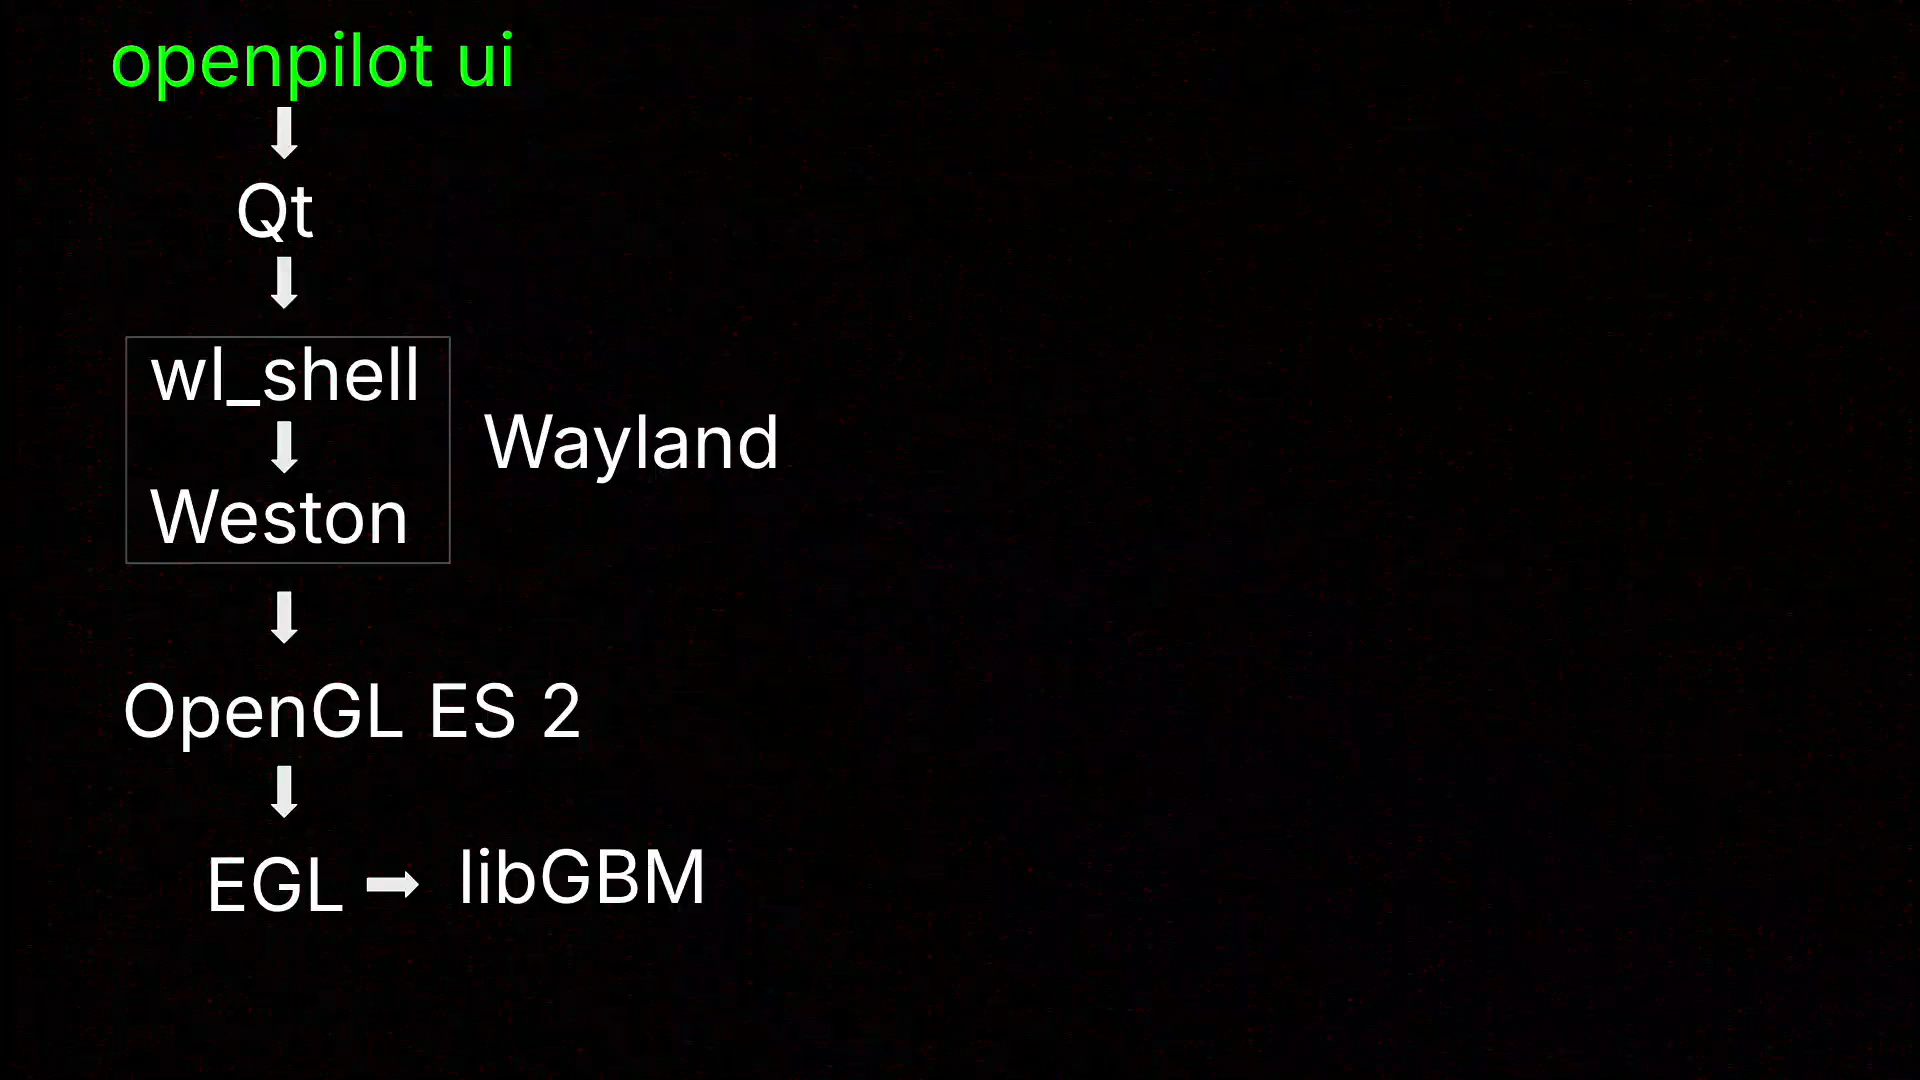 openpilot ui
Qt
wl_shell
Wayland
Weston
OpenGL ES 2
EGL
libGBM